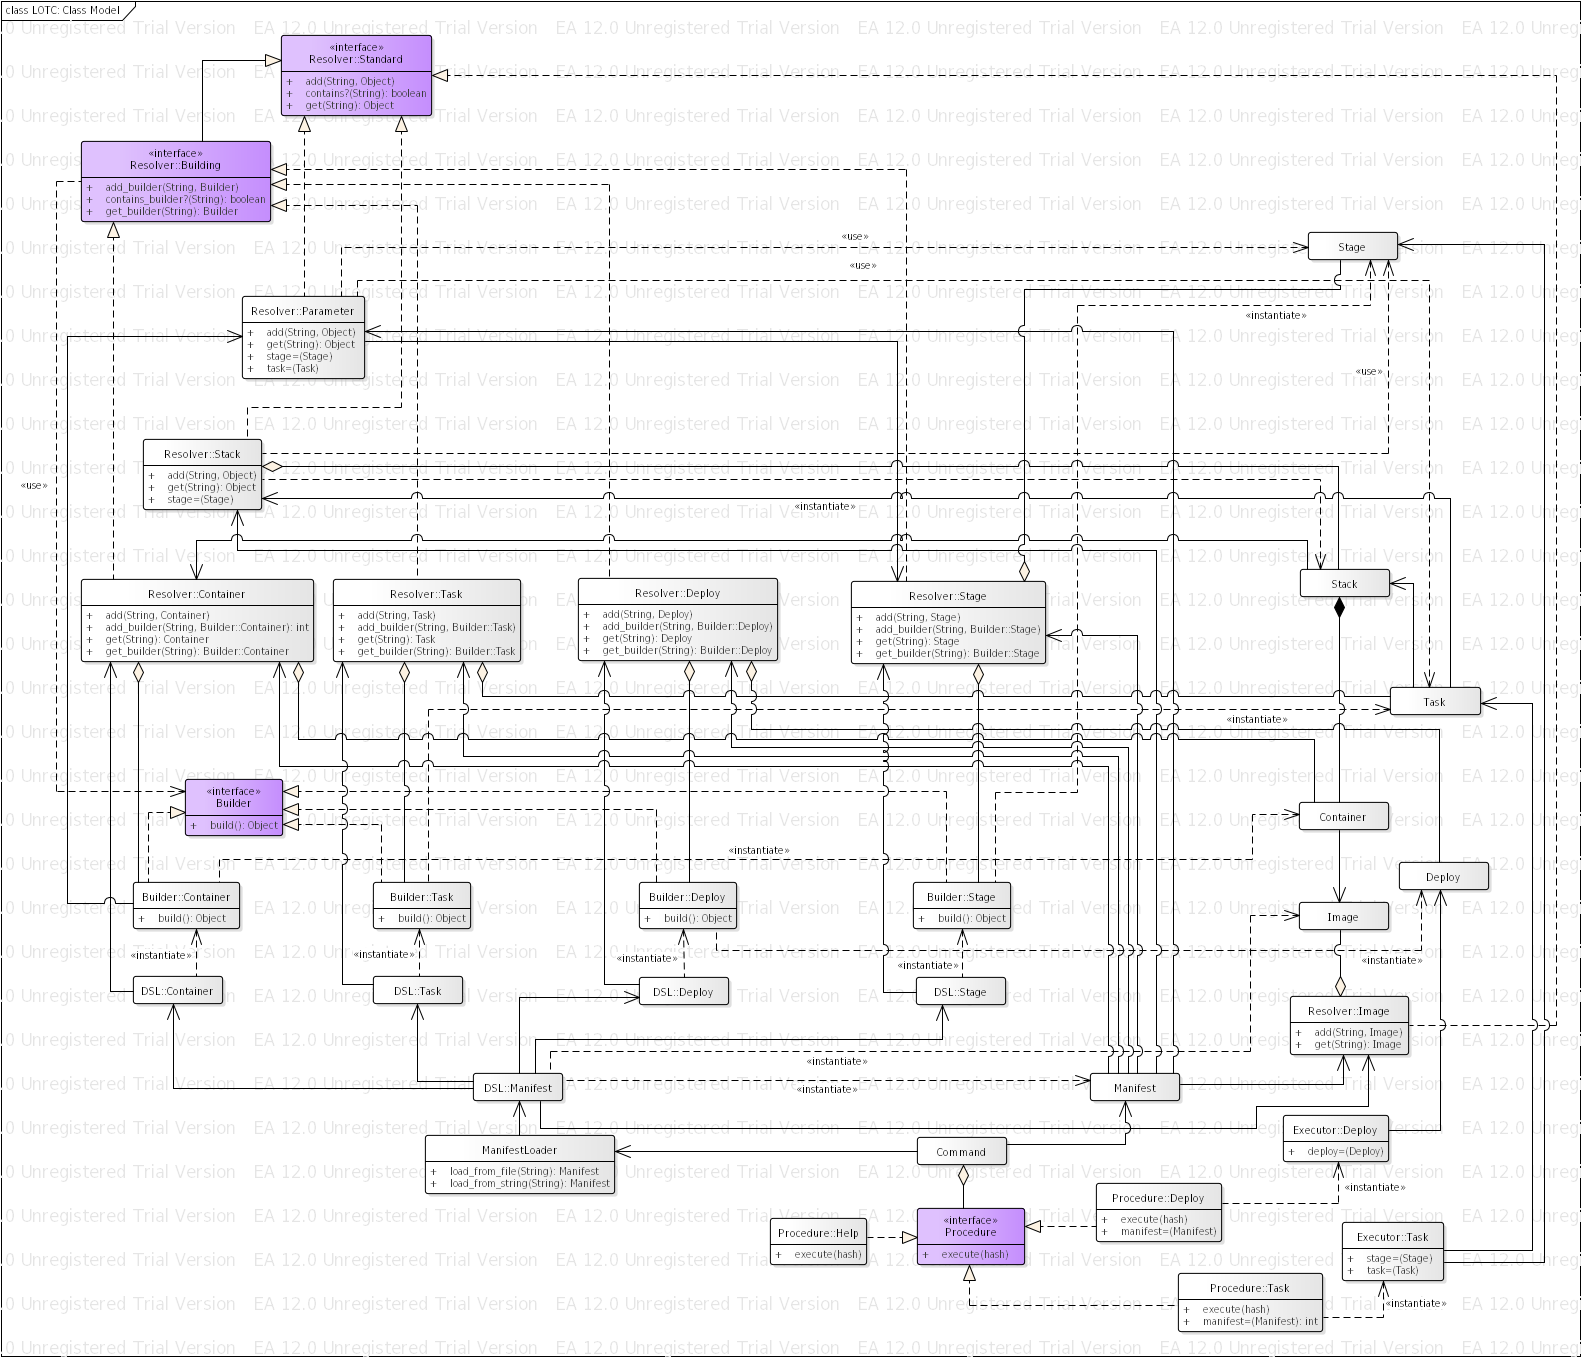 class LOTC: Class Model
«interface»
Resolver::Standard
+ add(String, Object)
+ contains?(String): boolean
+ get(String): Object
«interface»
Resolver::Building
+ add_builder(String, Builder)
+ contains_builder?(String): boolean
+ get_builder(String): Builder
«use»
Stage
«use»
Resolver::Parameter
+ add(String, Object)
+ get(String): Object
+ stage=(Stage)
+ task=(Task)
«instantiate»
«use»
Resolver::Stack
+ add(String, Object)
+ get(String): Object
+ stage=(Stage)
«use»
«instantiate»
Resolver::Container
+ add(String, Container)
+ add_builder(String, Builder::Container): int
+ get(String): Container
+ get_builder(String): Builder::Container
Resolver::Task
+ add(String, Task)
+ add_builder(String, Builder::Task)
+ get(String): Task
+ get_builder(String): Builder::Task
Resolver::Deploy
+ add(String, Deploy)
+ add_builder(String, Builder::Deploy)
+ get(String): Deploy
+ get_builder(String): Builder::Deploy
Resolver::Stage
+ add(String, Stage)
+ add_builder(String, Builder::Stage)
+ get(String): Stage
+ get_builder(String): Builder::Stage
Stack
Task
«instantiate»
«interface»
Builder
+ build(): Object
Container
«instantiate»
Deploy
Builder::Container
+ build(): Object
Builder::Task
+ build(): Object
Builder::Deploy
+ build(): Object
Builder::Stage
+ build(): Object
Image
«instantiate»
«instantiate»
«instantiate»
«instantiate»
«instantiate»
DSL::Container
DSL::Task
DSL::Deploy
DSL::Stage
Resolver::Image
+ add(String, Image)
+ get(String): Image
«instantiate»
DSL::Manifest
«instantiate»
Manifest
ManifestLoader
+ load_from_file(String): Manifest
+ load_from_string(String): Manifest
Command
Executor::Deploy
+ deploy=(Deploy)
«instantiate»
Procedure::Deploy
+ execute(hash)
+ manifest=(Manifest)
Procedure::Help
+ execute(hash)
«interface»
Procedure
+ execute(hash)
Executor::Task
+ stage=(Stage)
+ task=(Task)
Procedure::Task
+ execute(hash)
+ manifest=(Manifest): int
«instantiate»
EA 12.0 Unregistered Trial Version